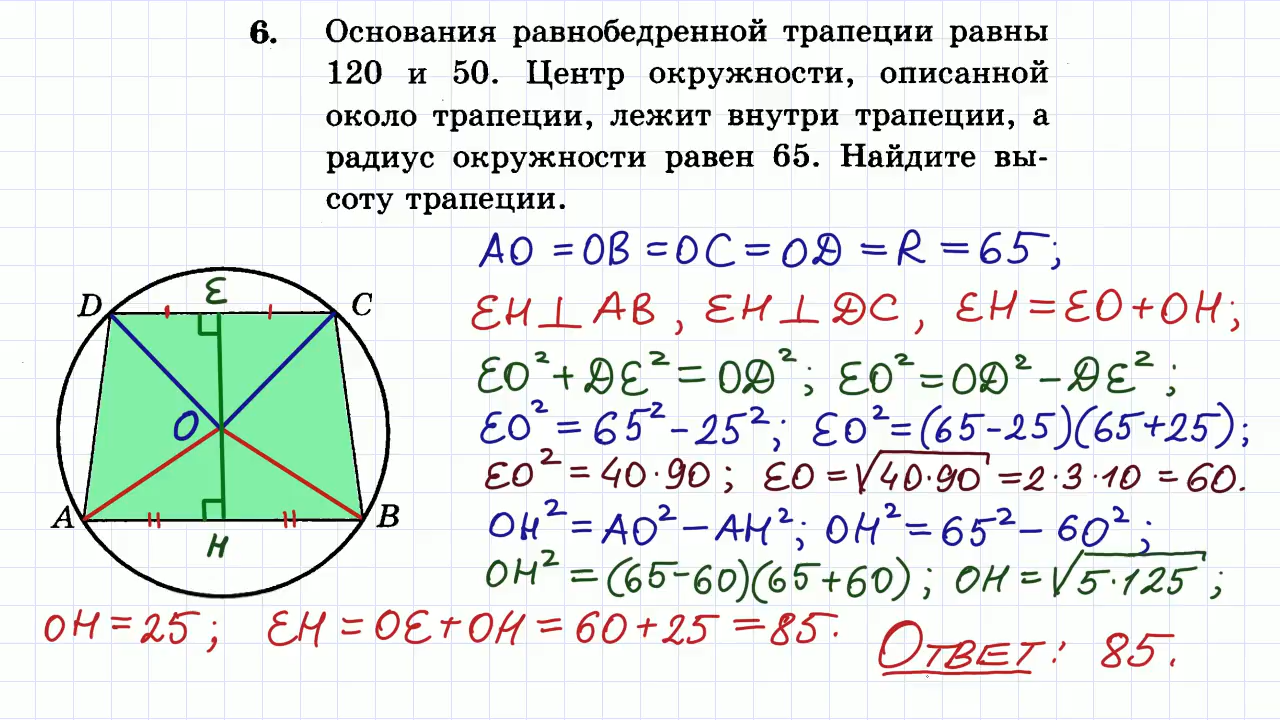 6. Основания равнобедренной трапеции равны
120 и 50. Центр окружности, описанной
около трапеции, лежит внутри трапеции, а
радиус окружности равен 65. Найдите вы-
соту трапеции.
AO = OB = OC = OD = R = 65;
EH ⊥ AB, EH ⊥ DC, EH = EO + OH;
EO² + DE² = OD²; EO² = OD² - DE²;
EO² = 65² - 25²; EO² = (65-25)(65+25);
EO² = 40·90; EO = √40·90 = 2·3·10 = 60.
OH² = AO² - AH²; OH² = 65² - 60²;
OH² = (65-60)(65+60); OH = √5·125;
OH = 25; EH = OE + OH = 60 + 25 = 85.
Ответ: 85.
D
E
C
O
A
H
B